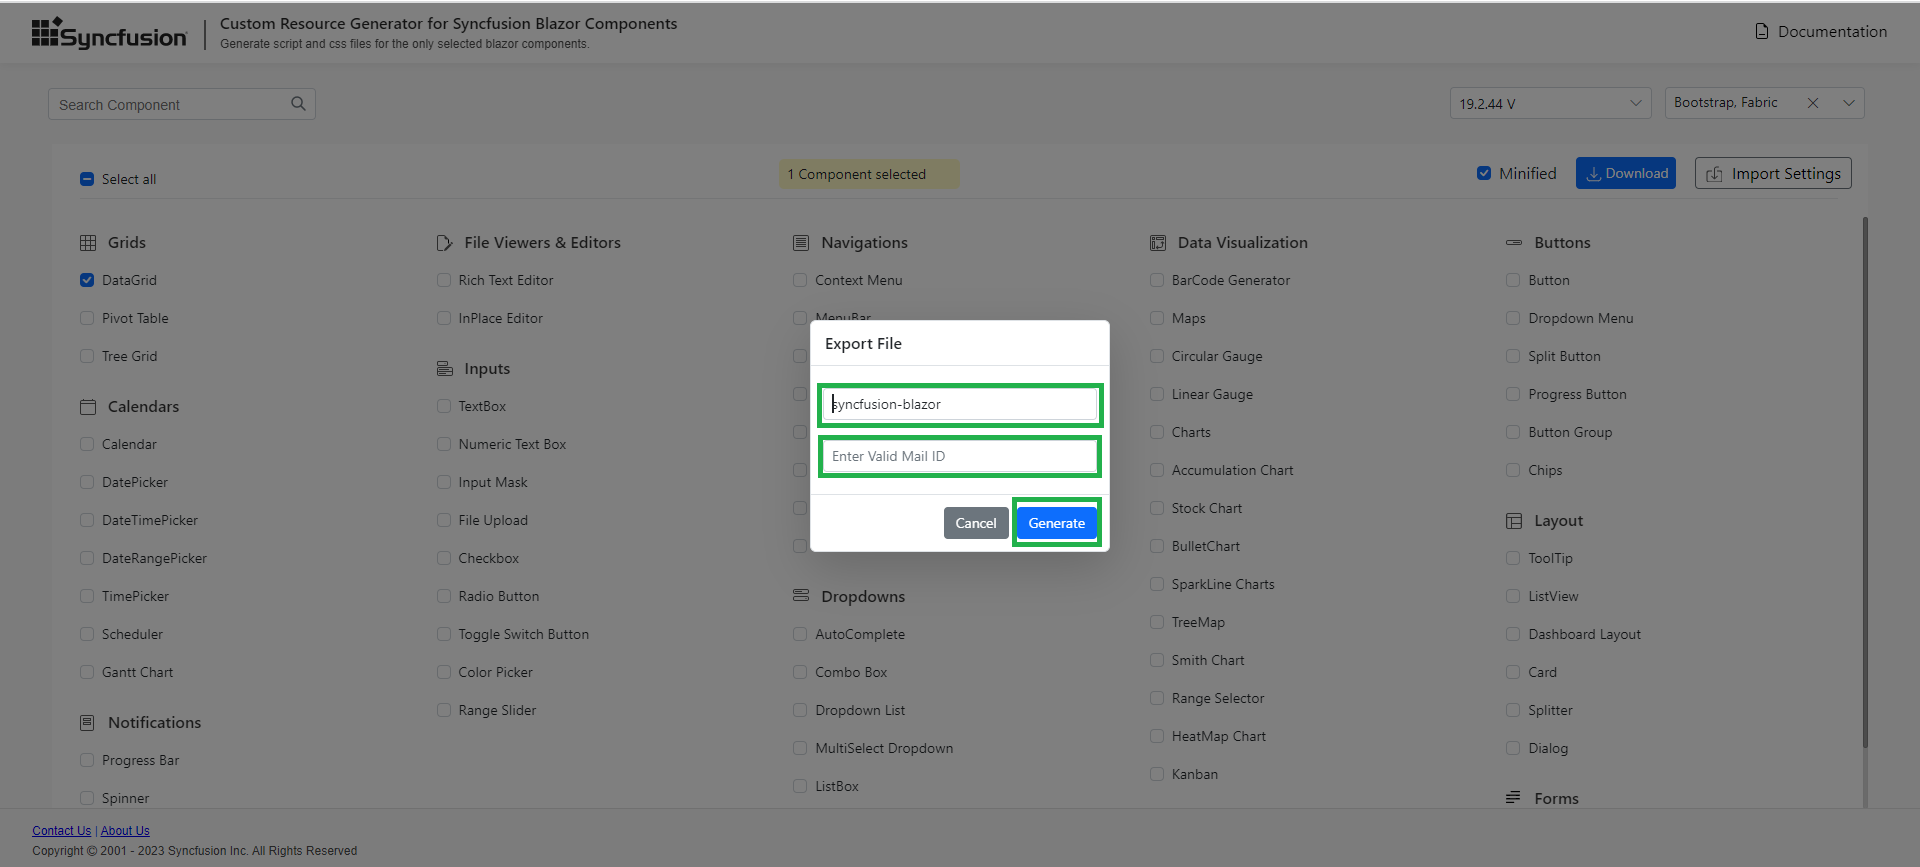 Syncfusion
Custom Resource Generator for Syncfusion Blazor Components
Generate script and css files for the only selected blazor components.
Documentation
Search Component
19.2.44 V
Bootstrap, Fabric
Select all
1 Component selected
Minified
Download
Import Settings
Grids
DataGrid
Pivot Table
Tree Grid
Calendars
Calendar
DatePicker
DateTimePicker
DateRangePicker
TimePicker
Scheduler
Gantt Chart
Notifications
Progress Bar
Spinner
File Viewers & Editors
Rich Text Editor
InPlace Editor
Inputs
TextBox
Numeric Text Box
Input Mask
File Upload
Checkbox
Radio Button
Toggle Switch Button
Color Picker
Range Slider
Navigations
Context Menu
MenuBar
Export File
syncfusion-blazor
Enter Valid Mail ID
Cancel
Generate
Dropdowns
AutoComplete
Combo Box
Dropdown List
MultiSelect Dropdown
ListBox
Data Visualization
BarCode Generator
Maps
Circular Gauge
Linear Gauge
Charts
Accumulation Chart
Stock Chart
BulletChart
SparkLine Charts
TreeMap
Smith Chart
Range Selector
HeatMap Chart
Kanban
Buttons
Button
Dropdown Menu
Split Button
Progress Button
Button Group
Chips
Layout
ToolTip
ListView
Dashboard Layout
Card
Splitter
Dialog
Forms
Contact Us | About Us
Copyright © 2001 - 2023 Syncfusion Inc. All Rights Reserved